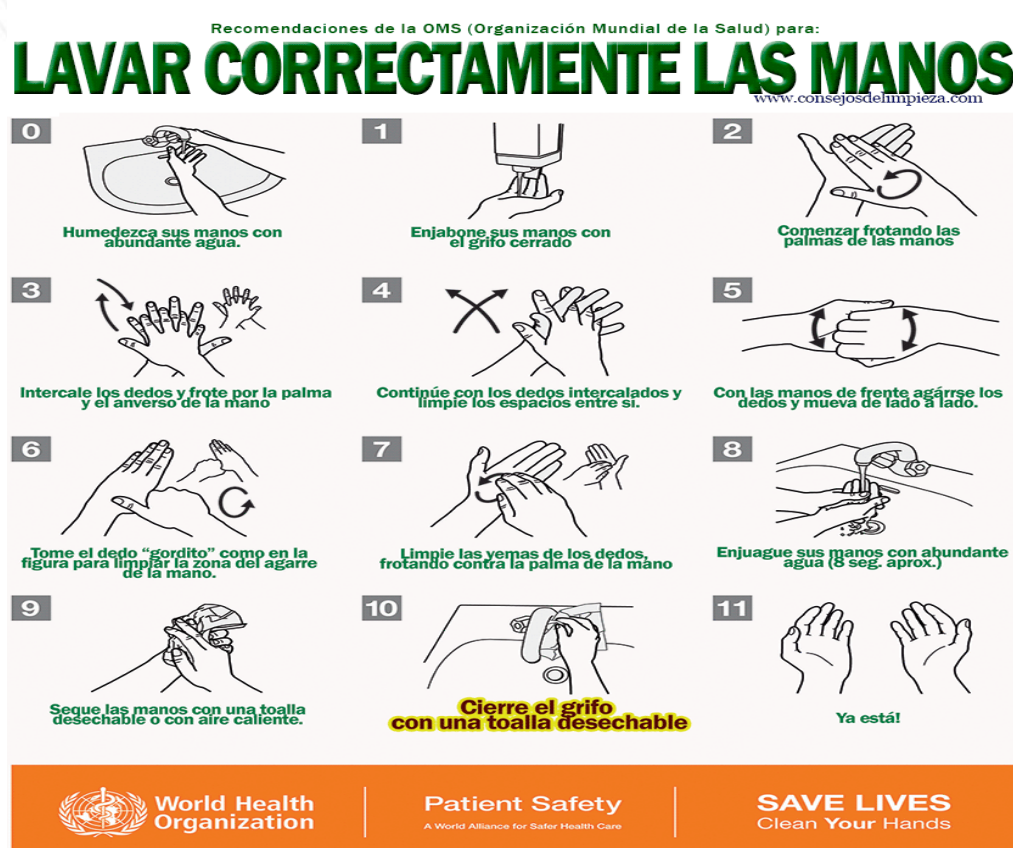 Recomendaciones de la OMS (Organización Mundial de la Salud) para:
LAVAR CORRECTAMENTE LAS MANOS
www.consejosdelimpieza.com
0
Humedezca sus manos con
abundante agua.
1
Enjabone sus manos con
el grifo cerrado
2
Comenzar frotando las
palmas de las manos
3
Intercale los dedos y frote por la palma
y el anverso de la mano
4
Continúe con los dedos intercalados y
limpie los espacios entre si.
5
Con las manos de frente agárrse los
dedos y mueva de lado a lado.
6
Tome el dedo “gordito” como en la
figura para limpiar la zona del agarre
de la mano.
7
Limpie las yemas de los dedos,
frotando contra la palma de la mano
8
Enjuague sus manos con abundante
agua (8 seg. aprox.)
9
Seque las manos con una toalla
desechable o con aire caliente.
10
Cierre el grifo
con una toalla desechable
11
Ya está!
World Health
Organization
Patient Safety
A World Alliance for Safer Health Care
SAVE LIVES
Clean Your Hands